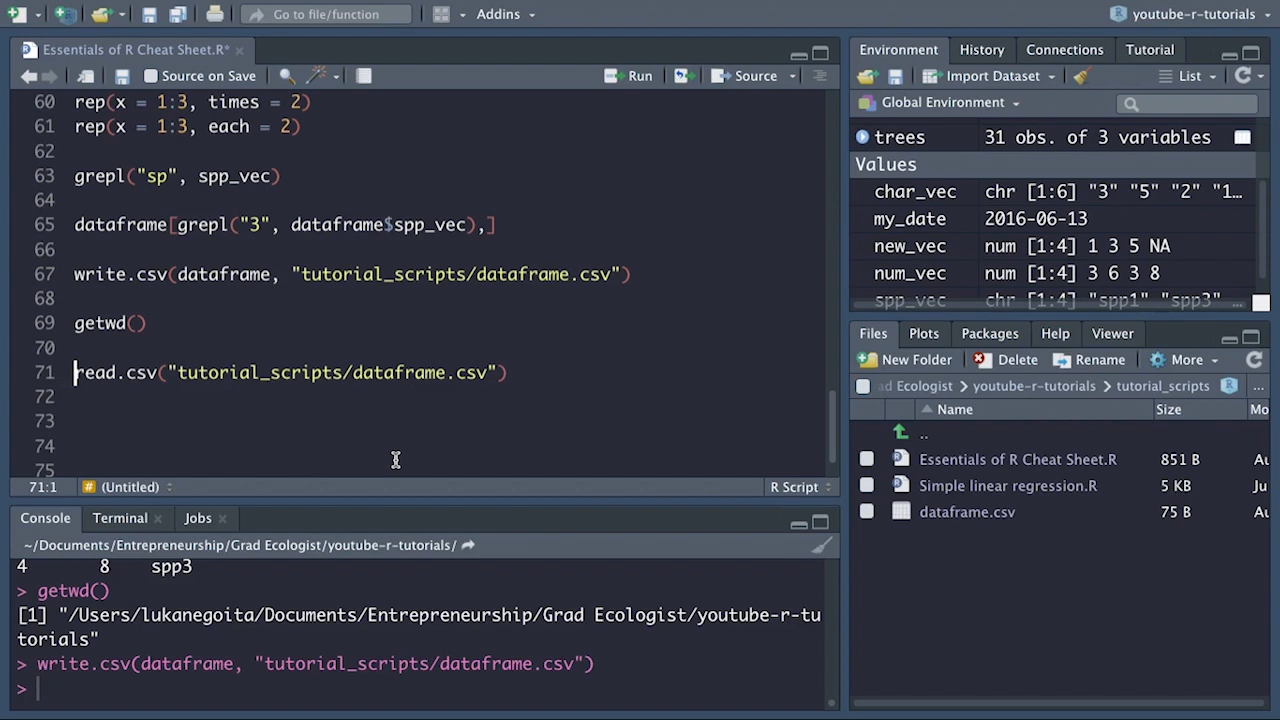 Go to file/function
Addins
youtube-r-tutorials
Essentials of R Cheat Sheet.R*
Source on Save
Run
Source
60 rep(x = 1:3, times = 2)
61 rep(x = 1:3, each = 2)
62
63 grepl("sp", spp_vec)
64
65 dataframe[grepl("3", dataframe$spp_vec),]
66
67 write.csv(dataframe, "tutorial_scripts/dataframe.csv")
68
69 getwd()
70
71 read.csv("tutorial_scripts/dataframe.csv")
72
73
74
75
71:1 # (Untitled) R Script
Console Terminal Jobs
~/Documents/Entrepreneurship/Grad Ecologist/youtube-r-tutorials/
4 8 spp3
> getwd()
[1] "/Users/lukanegoita/Documents/Entrepreneurship/Grad Ecologist/youtube-r-tu
torials"
> write.csv(dataframe, "tutorial_scripts/dataframe.csv")
>
Environment History Connections Tutorial
Import Dataset List
Global Environment
trees 31 obs. of 3 variables
Values
char_vec chr [1:6] "3" "5" "2" "1…
my_date 2016-06-13
new_vec num [1:4] 1 3 5 NA
num_vec num [1:4] 3 6 3 8
spp_vec chr [1:4] "spp1" "spp3" …
Files Plots Packages Help Viewer
New Folder Delete Rename More
ad Ecologist youtube-r-tutorials tutorial_scripts ...
Name Size Mo
..
Essentials of R Cheat Sheet.R 851 B Au
Simple linear regression.R 5 KB Ju
dataframe.csv 75 B Au